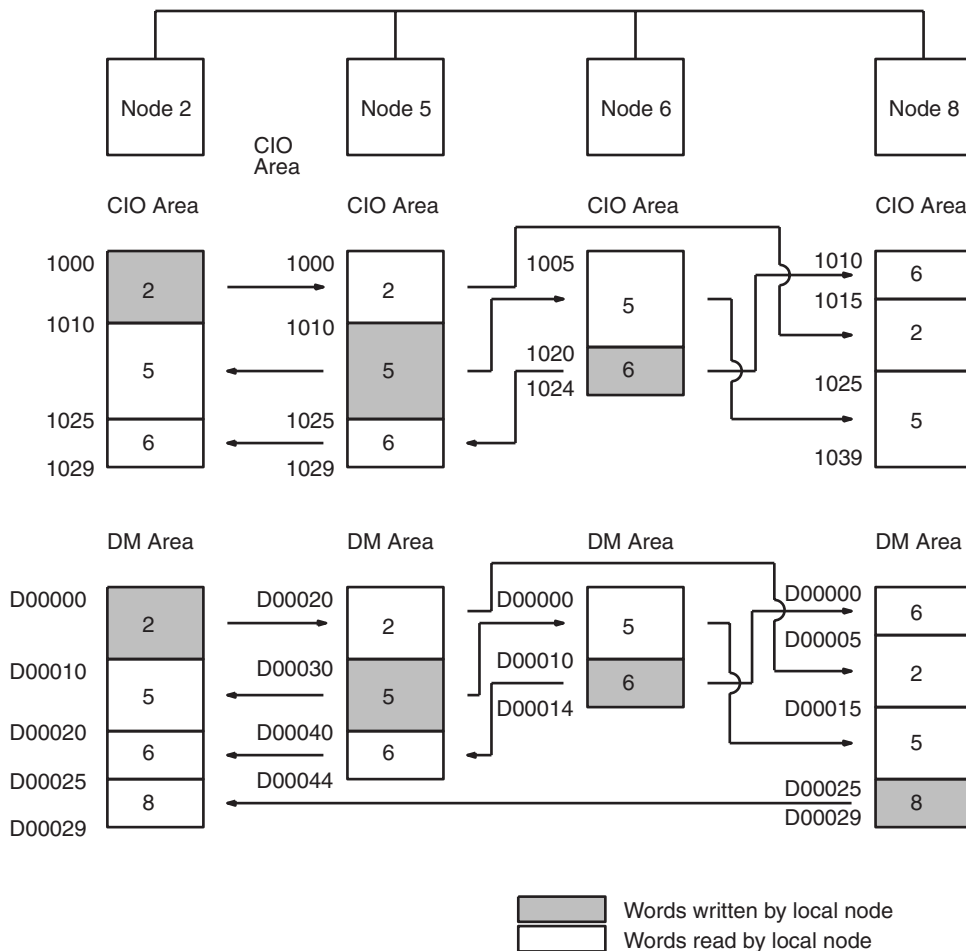 Node 2
Node 5
Node 6
Node 8
CIO
Area
CIO Area
CIO Area
CIO Area
CIO Area
1000
2
1010
5
1025
6
1029
1000
2
1010
5
1025
6
1029
1005
5
1020
6
1024
1010
6
1015
2
1025
5
1039
DM Area
DM Area
DM Area
DM Area
D00000
2
D00010
5
D00020
6
D00025
8
D00029
D00020
2
D00030
5
D00040
6
D00044
D00000
5
D00010
6
D00014
D00000
6
D00005
2
D00015
5
D00025
8
D00029
Words written by local node
Words read by local node